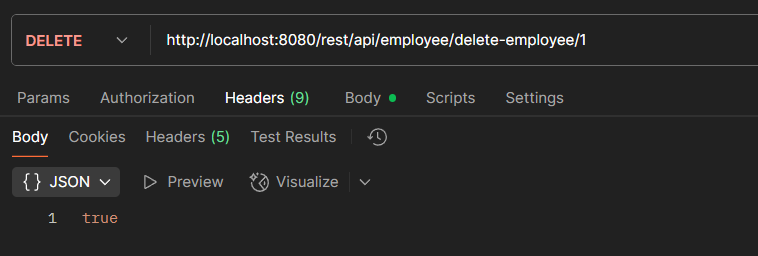 DELETE http://localhost:8080/rest/api/employee/delete-employee/1
Params Authorization Headers (9) Body Scripts Settings
Body Cookies Headers (5) Test Results
{} JSON Preview Visualize
1 true